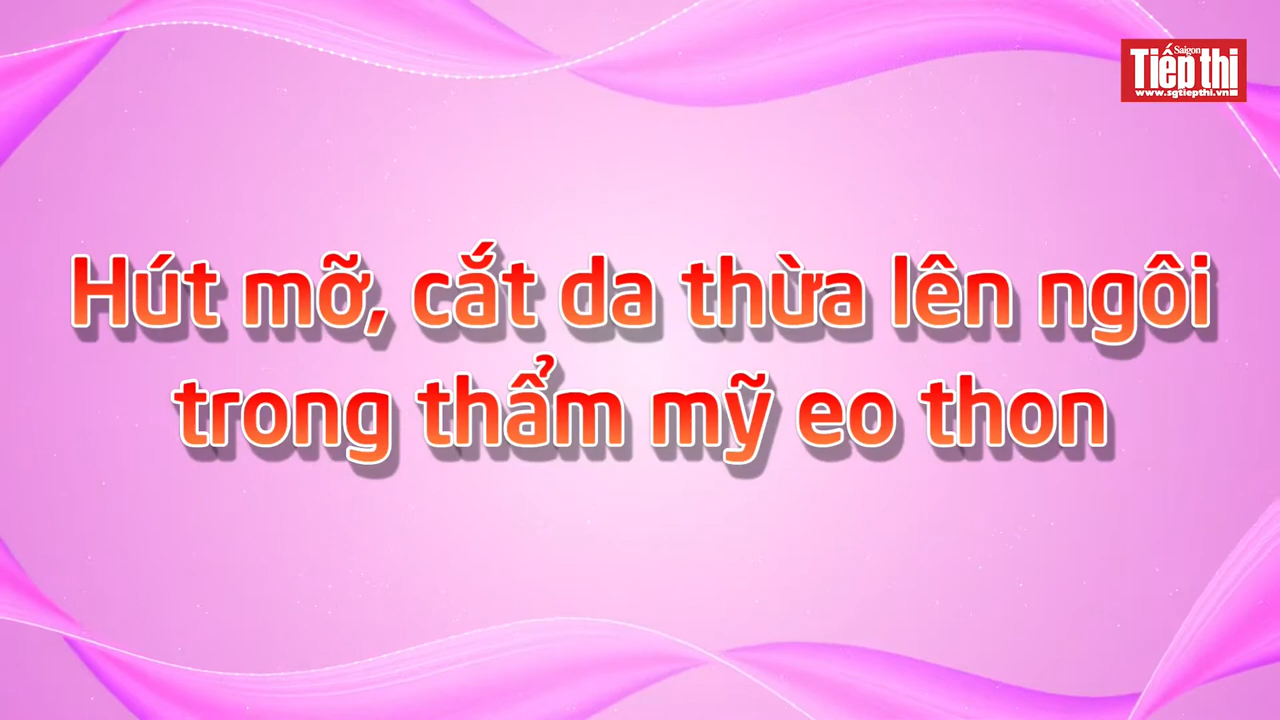 Saigon
Tiếp thị
www.sgtiepthi.vn
Hút mỡ, cắt da thừa lên ngôi
trong thẩm mỹ eo thon